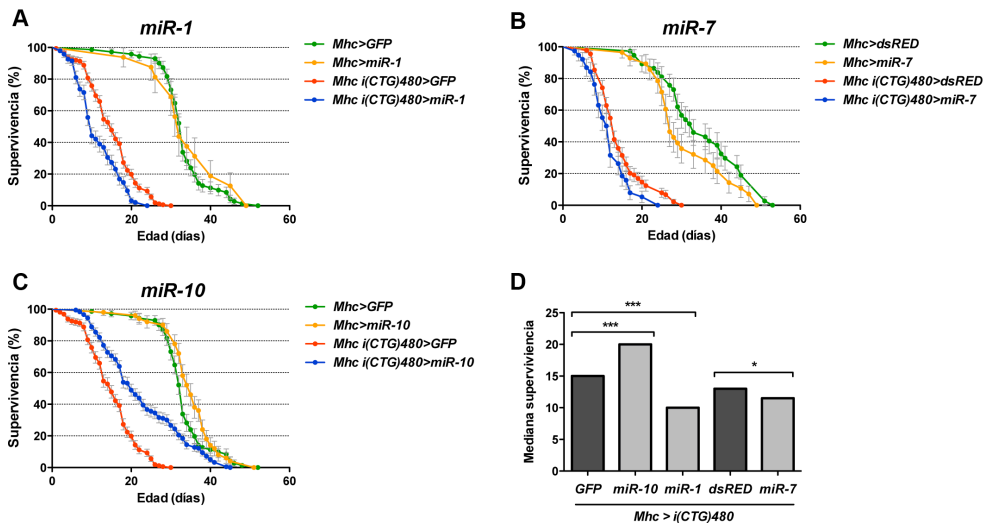 A
miR-1
Supervivencia (%)
100
80
60
40
20
0
0
20
40
60
Edad (días)
Mhc>GFP
Mhc>miR-1
Mhc i(CTG)480>GFP
Mhc i(CTG)480>miR-1
B
miR-7
Supervivencia (%)
100
80
60
40
20
0
0
20
40
60
Edad (días)
Mhc>dsRED
Mhc>miR-7
Mhc i(CTG)480>dsRED
Mhc i(CTG)480>miR-7
C
miR-10
Supervivencia (%)
100
80
60
40
20
0
0
20
40
60
Edad (días)
Mhc>GFP
Mhc>miR-10
Mhc i(CTG)480>GFP
Mhc i(CTG)480>miR-10
D
Mediana superviviencia
25
20
15
10
5
0
***
***
*
GFP miR-10 miR-1 dsRED miR-7
Mhc > i(CTG)480